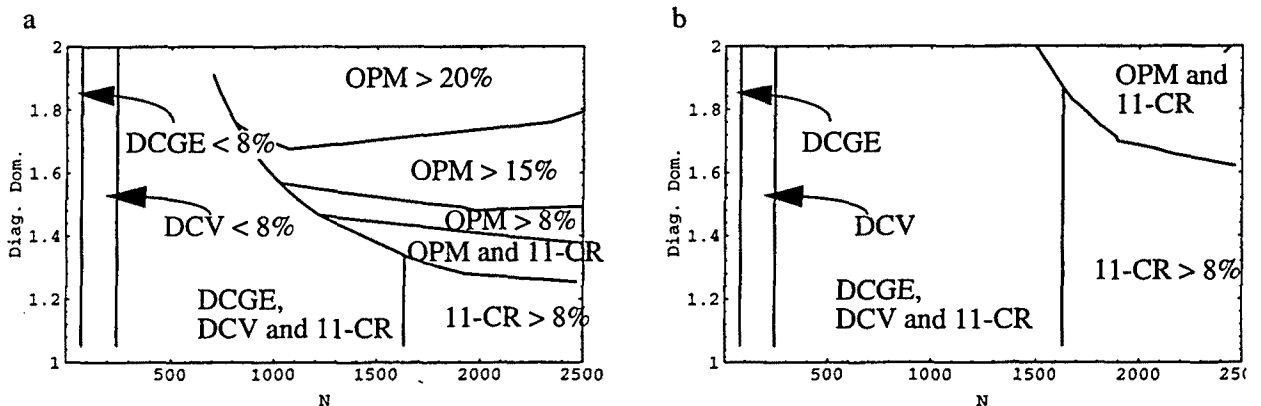 a
2
1.8
1.6
1.4
1.2
1
Diag. Dom.
OPM > 20%
DCGE < 8%
OPM > 15%
DCV < 8%
OPM > 8%
OPM and 11-CR
DCGE,
DCV and 11-CR
11-CR > 8%
500
1000
1500
2000
2500
N
b
2
1.8
1.6
1.4
1.2
1
Diag. Dom.
OPM and
11-CR
DCGE
DCV
DCGE,
DCV and 11-CR
11-CR > 8%
500
1000
1500
2000
250
N